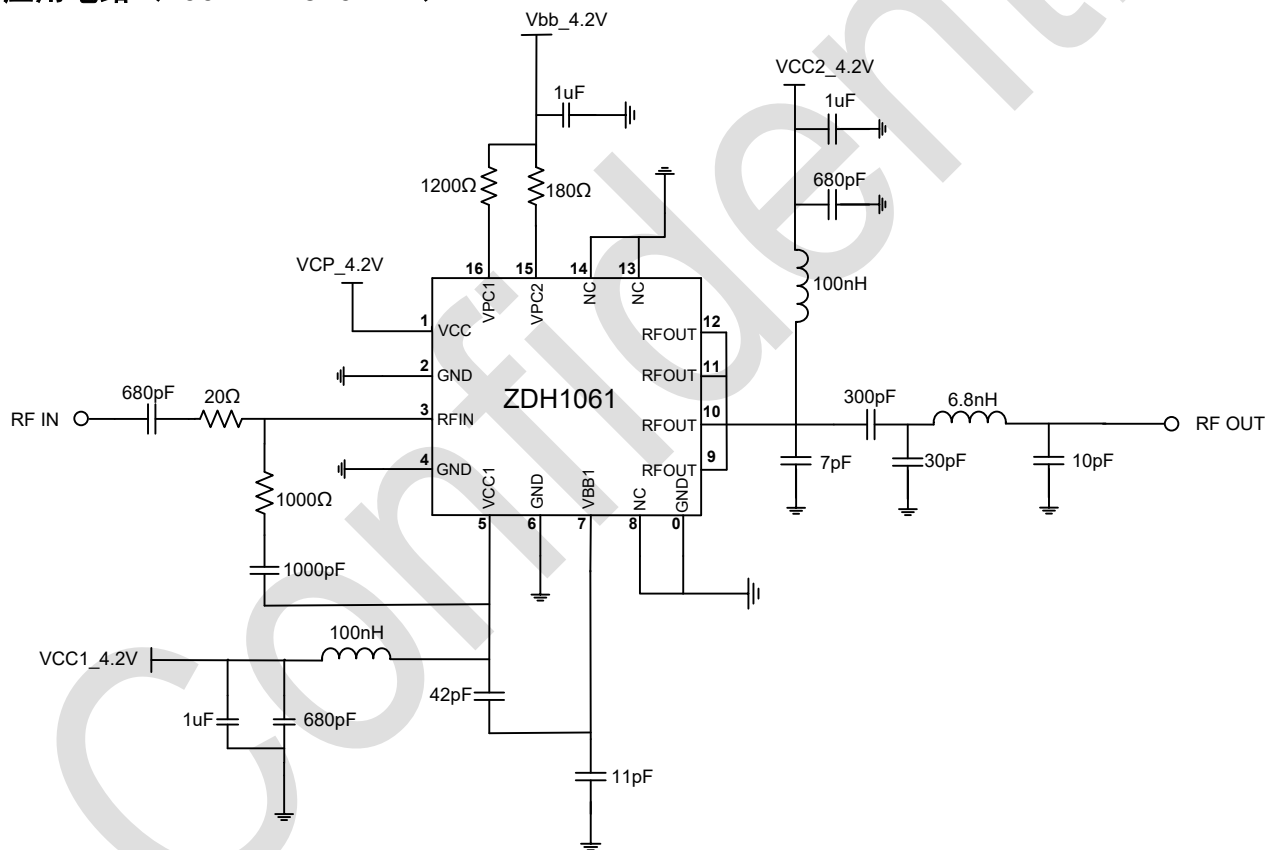 Vbb_4.2V
VCC2_4.2V
1uF
1uF
680pF
1200Ω
180Ω
100nH
VCP_4.2V
16
15
14
13
VPC1
VPC2
NC
NC
1
VCC
2
GND
3
RFIN
4
GND
ZDH1061
RFOUT
12
RFOUT
11
RFOUT
10
RFOUT
9
VCC1
GND
VBB1
NC
GND
5
6
7
8
0
RF IN
680pF
20Ω
1000Ω
1000pF
300pF
6.8nH
RF OUT
7pF
30pF
10pF
VCC1_4.2V
100nH
1uF
680pF
42pF
11pF
Confidenti